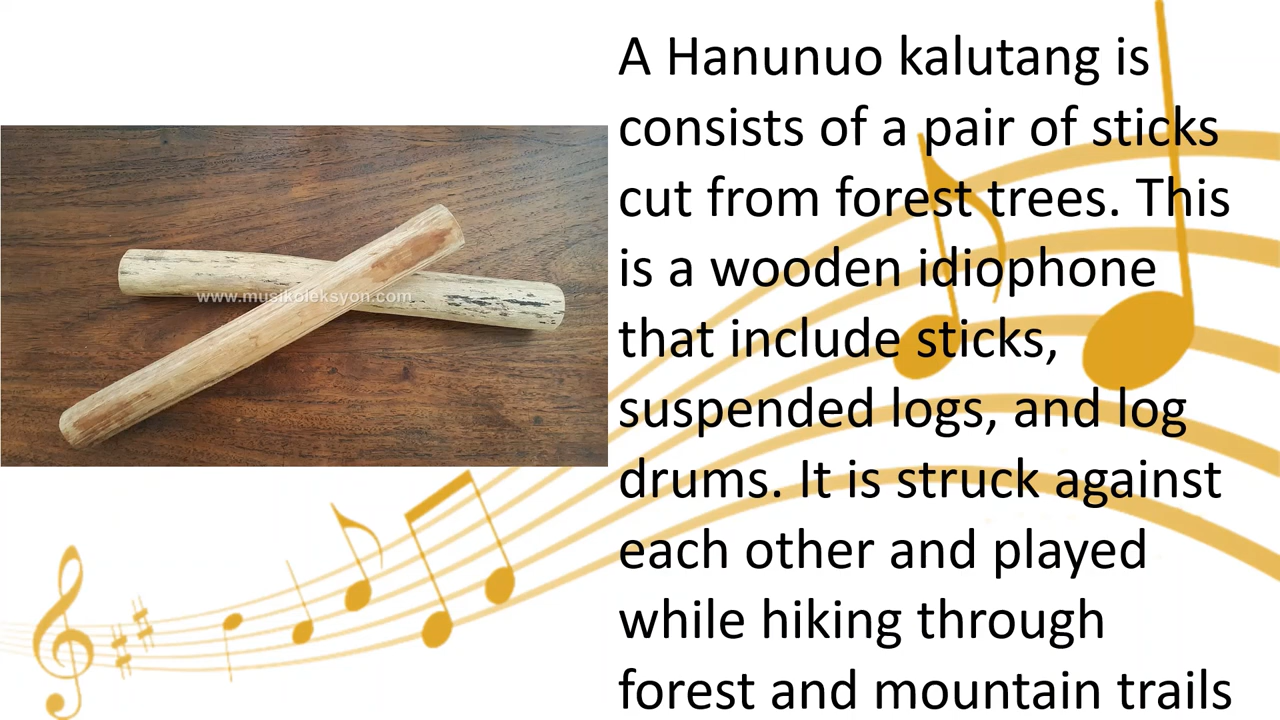 A Hanunuo kalutang is
consists of a pair of sticks
cut from forest trees. This
is a wooden idiophone
that include sticks,
suspended logs, and log
drums. It is struck against
each other and played
while hiking through
forest and mountain trails
www.musikoleksyon.com